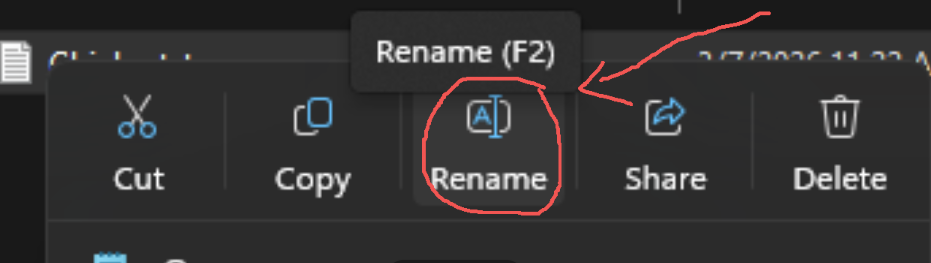 Rename (F2)
Cut
Copy
Rename
Share
Delete